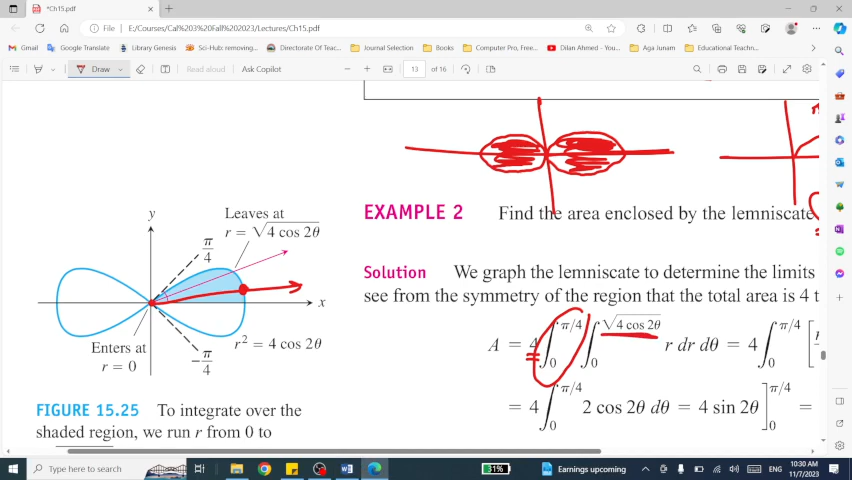 *Ch15.pdf
File
E:/Courses/Cal%203%20Fall%202023/Lectures/Ch15.pdf
Gmail
Google Translate
Library Genesis
Sci-Hub: removing...
Directorate Of Teac...
Journal Selection
Books
Computer Pro, Free...
Dilan Ahmed - You...
Aga Junam
Educational Teachn...
Draw
Read aloud
Ask Copilot
13 of 16
EXAMPLE 2 Find the area enclosed by the lemniscate
y
Leaves at
r = √4 cos 2θ
π/4
x
Enters at
r = 0
−π/4
r² = 4 cos 2θ
FIGURE 15.25 To integrate over the
shaded region, we run r from 0 to
Solution We graph the lemniscate to determine the limits
see from the symmetry of the region that the total area is 4 t
A = 4 ∫₀^{π/4} ∫₀^{√4 cos 2θ} r dr dθ = 4 ∫₀^{π/4} [
= 4 ∫₀^{π/4} 2 cos 2θ dθ = 4 sin 2θ ]₀^{π/4} =
Type here to search
31%
Earnings upcoming
ENG
10:30 AM
11/7/2023